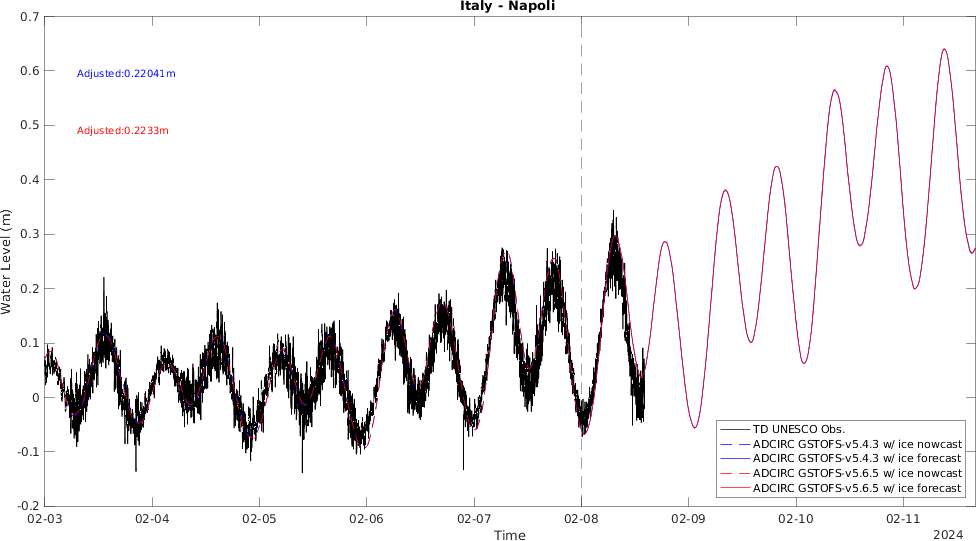 Italy - Napoli
0.7
0.6
0.5
0.4
0.3
0.2
0.1
0
-0.1
-0.2
Water Level (m)
Adjusted:0.22041m
Adjusted:0.2233m
TD UNESCO Obs.
ADCIRC GSTOFS-v5.4.3 w/ ice nowcast
ADCIRC GSTOFS-v5.4.3 w/ ice forecast
ADCIRC GSTOFS-v5.6.5 w/ ice nowcast
ADCIRC GSTOFS-v5.6.5 w/ ice forecast
02-03 02-04 02-05 02-06 02-07 02-08 02-09 02-10 02-11
Time
2024